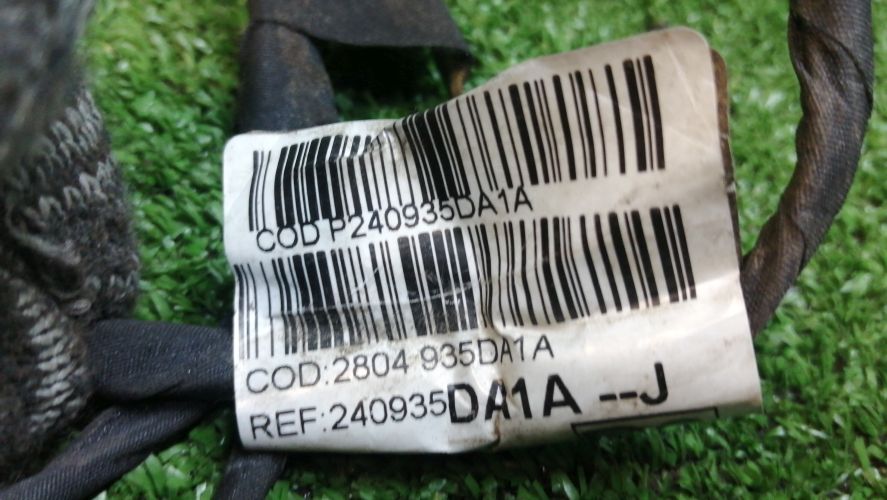 COD P240935DA1A
COD:2804 935DA1A
REF:240935DA1A --J